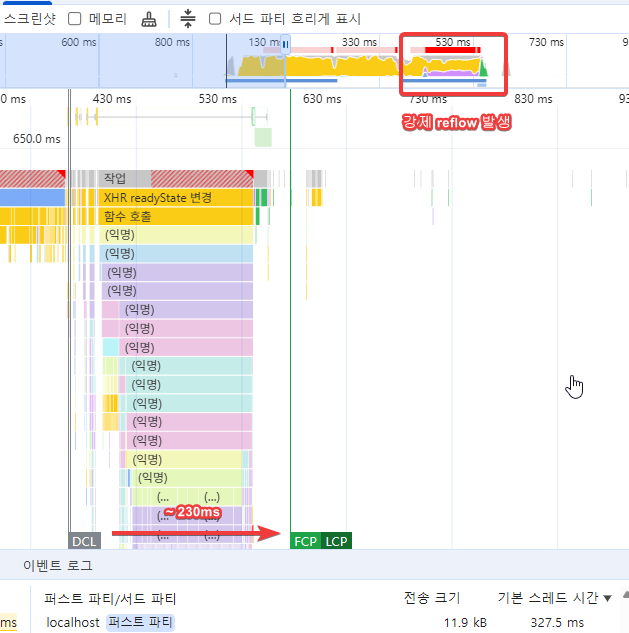 스크린샷 메모리 서드 파티 흐리게 표시
600 ms 800 ms 130 ms 330 ms 530 ms 730 ms
강제 reflow 발생
0 ms 430 ms 530 ms 630 ms 730 ms 830 ms 93
650.0 ms
작업
XHR readyState 변경
함수 호출
(익명)
(익명)
(익명)
(익명)
(익명)
(익명)
(익명)
(익명)
(익명)
(익명)
(익명)
(익명)
(익명)
(익명)
(... (...)
(... (...)
~ 230ms
(... (...)
DCL FCP LCP
이벤트 로그
퍼스트 파티/서드 파티 전송 크기 기본 스레드 시간 ▼
ms localhost 퍼스트 파티 11.9 kB 327.5 ms